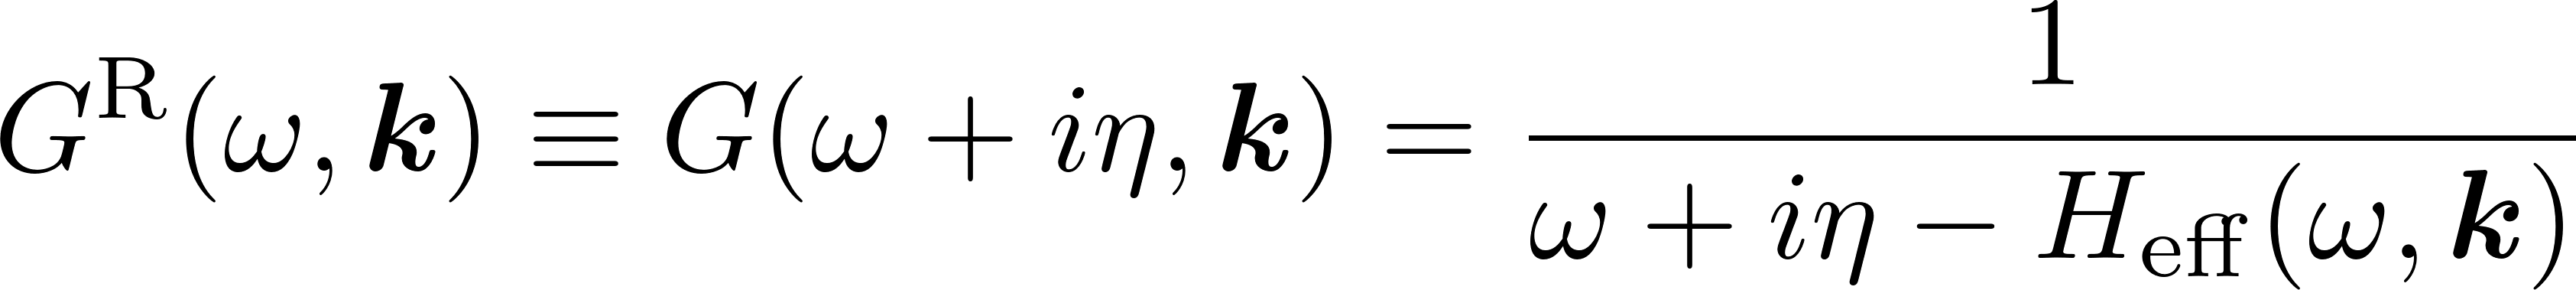 G^R(ω, k) ≡ G(ω + iη, k) = 1 / (ω + iη − H_eff(ω, k))